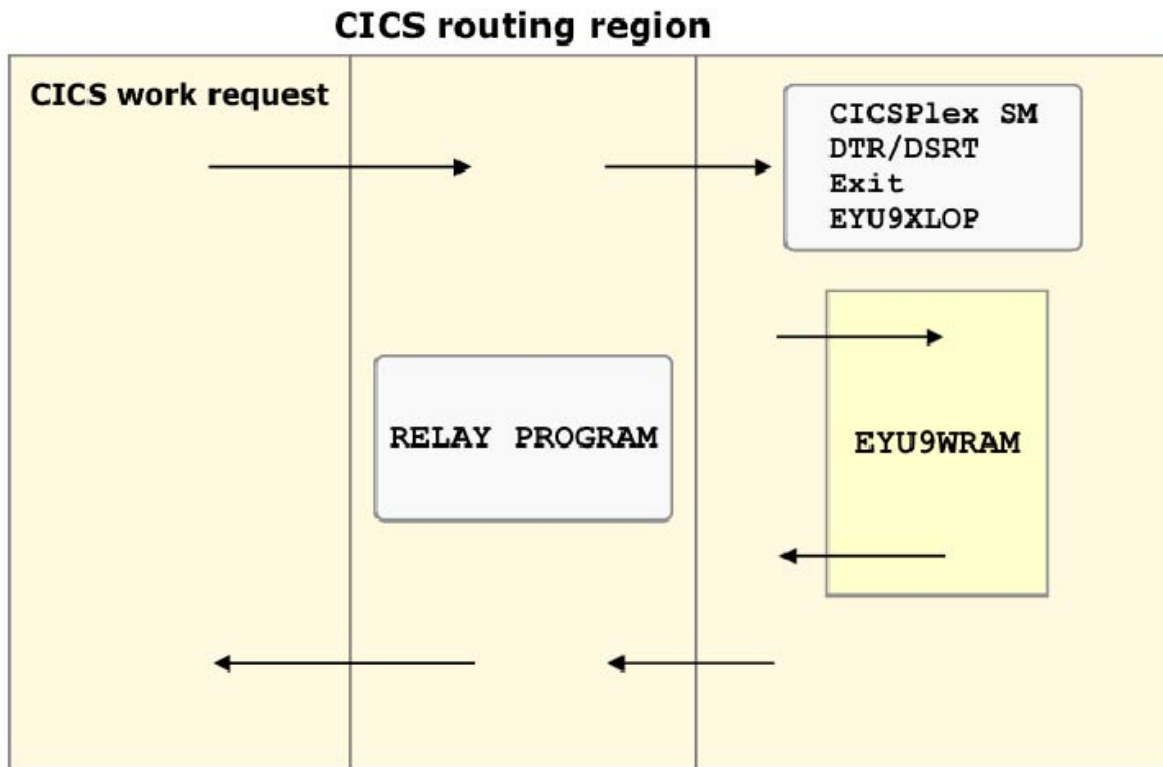 CICS routing region
CICS work request
CICSPlex SM
DTR/DSRT
Exit
EYU9XLOP
RELAY PROGRAM
EYU9WRAM